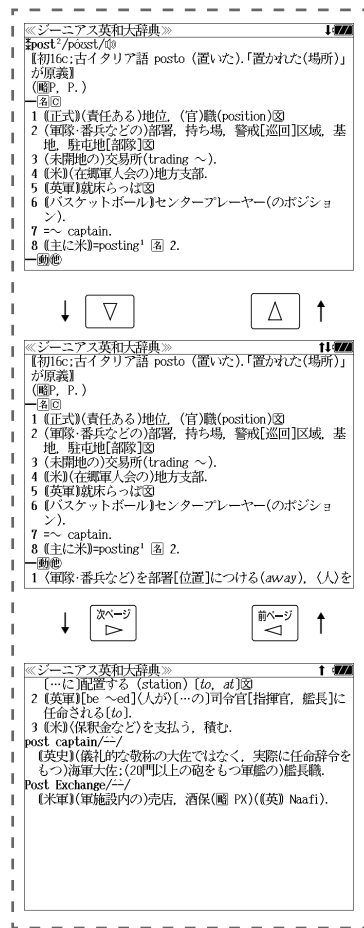 ≪ジーニアス英和大辞典≫
post²/póʊst/
〖初16c;古イタリア語 posto (置いた).「置かれた(場所)」
が原義〗
(略P, P.)
―名C
1 〘正式〙(責任ある)地位, (官)職(position)図
2 (軍隊・番兵などの)部署, 持ち場, 警戒[巡回]区域, 基
地, 駐屯地[部隊]図
3 (未開地の)交易所(trading ～).
4 〘米〙(在郷軍人会の)地方支部.
5 〘英軍〙就床らっぱ図
6 〘バスケットボール〙センタープレーヤー(のポジショ
ン).
7 =～ captain.
8 〘主に米〙=posting¹ 名 2.
―動他
↓ ▽ △ ↑
≪ジーニアス英和大辞典≫
〖初16c;古イタリア語 posto (置いた).「置かれた(場所)」
が原義〗
(略P, P.)
―名C
1 〘正式〙(責任ある)地位, (官)職(position)図
2 (軍隊・番兵などの)部署, 持ち場, 警戒[巡回]区域, 基
地, 駐屯地[部隊]図
3 (未開地の)交易所(trading ～).
4 〘米〙(在郷軍人会の)地方支部.
5 〘英軍〙就床らっぱ図
6 〘バスケットボール〙センタープレーヤー(のポジショ
ン).
7 =～ captain.
8 〘主に米〙=posting¹ 名 2.
―動他
1 〈軍隊・番兵など〉を部署[位置]につける(away), 〈人〉を
↓ 次ページ 前ページ ↑
≪ジーニアス英和大辞典≫
[…に]配置する (station) [to, at]図
2 〘英軍〙[be ～ed]〈人が〉[…の]司令官[指揮官, 艦長]に
任命される[to].
3 〘米〙〈保釈金など〉を支払う, 積む.
post captain/´-`-/
〘英史〙(儀礼的な敬称の大佐ではなく, 実際に任命辞令を
もつ)海軍大佐;(20門以上の砲をもつ軍艦の)艦長職.
Post Exchange/´-`-/
〘米軍〙(軍施設内の)売店, 酒保(略 PX)(〘英〙 Naafi).